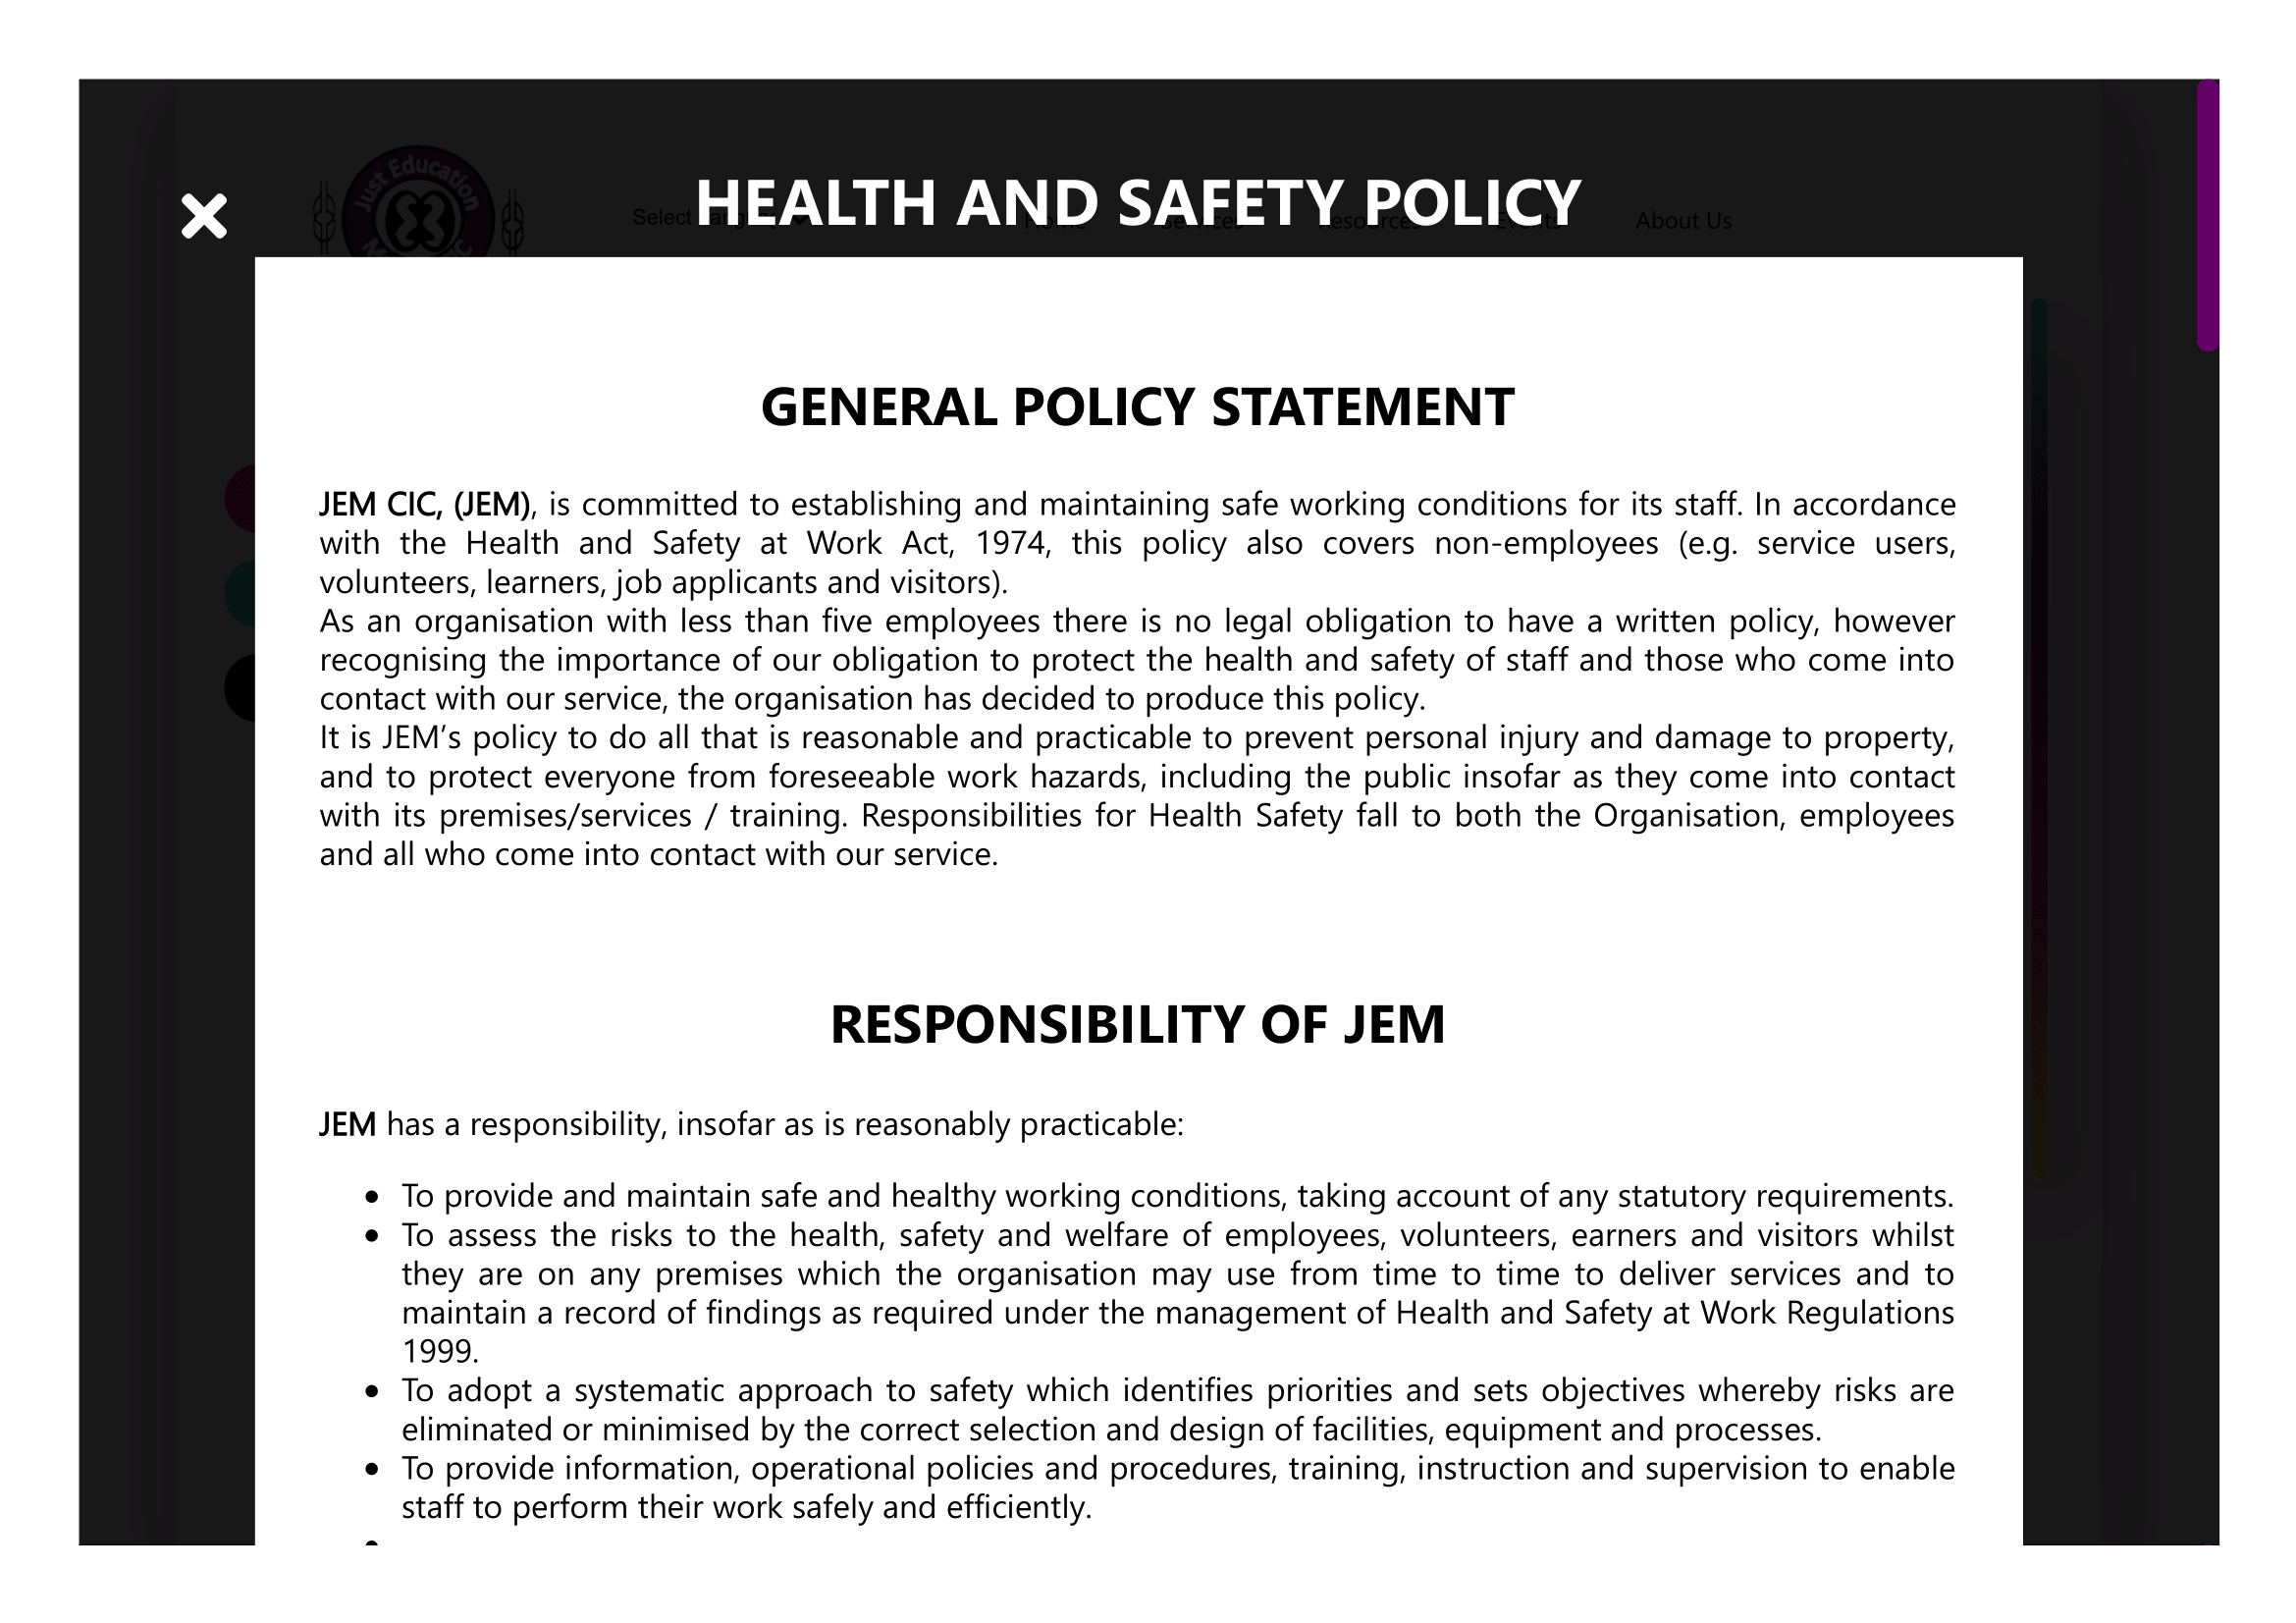 Just Education
Select
HEALTH AND SAFETY POLICY
Home
Services
Resources
Events
About Us
GENERAL POLICY STATEMENT
JEM CIC, (JEM), is committed to establishing and maintaining safe working conditions for its staff. In accordance
with the Health and Safety at Work Act, 1974, this policy also covers non-employees (e.g. service users,
volunteers, learners, job applicants and visitors).
As an organisation with less than five employees there is no legal obligation to have a written policy, however
recognising the importance of our obligation to protect the health and safety of staff and those who come into
contact with our service, the organisation has decided to produce this policy.
It is JEM’s policy to do all that is reasonable and practicable to prevent personal injury and damage to property,
and to protect everyone from foreseeable work hazards, including the public insofar as they come into contact
with its premises/services / training. Responsibilities for Health Safety fall to both the Organisation, employees
and all who come into contact with our service.
RESPONSIBILITY OF JEM
JEM has a responsibility, insofar as is reasonably practicable:
• To provide and maintain safe and healthy working conditions, taking account of any statutory requirements.
• To assess the risks to the health, safety and welfare of employees, volunteers, earners and visitors whilst
they are on any premises which the organisation may use from time to time to deliver services and to
maintain a record of findings as required under the management of Health and Safety at Work Regulations
1999.
• To adopt a systematic approach to safety which identifies priorities and sets objectives whereby risks are
eliminated or minimised by the correct selection and design of facilities, equipment and processes.
• To provide information, operational policies and procedures, training, instruction and supervision to enable
staff to perform their work safely and efficiently.